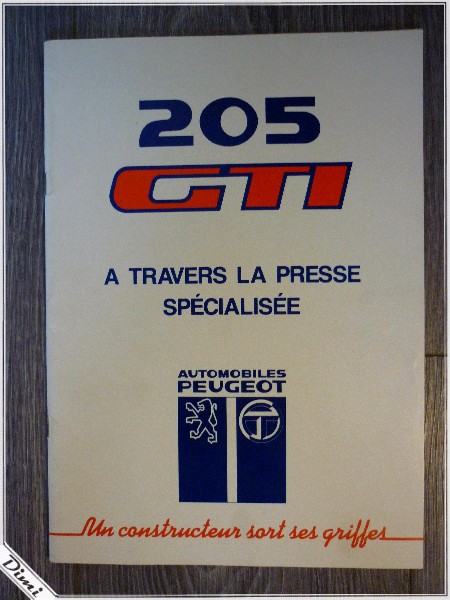 205
GTI
A TRAVERS LA PRESSE
SPÉCIALISÉE
AUTOMOBILES
PEUGEOT
Un constructeur sort ses griffes
Dimi